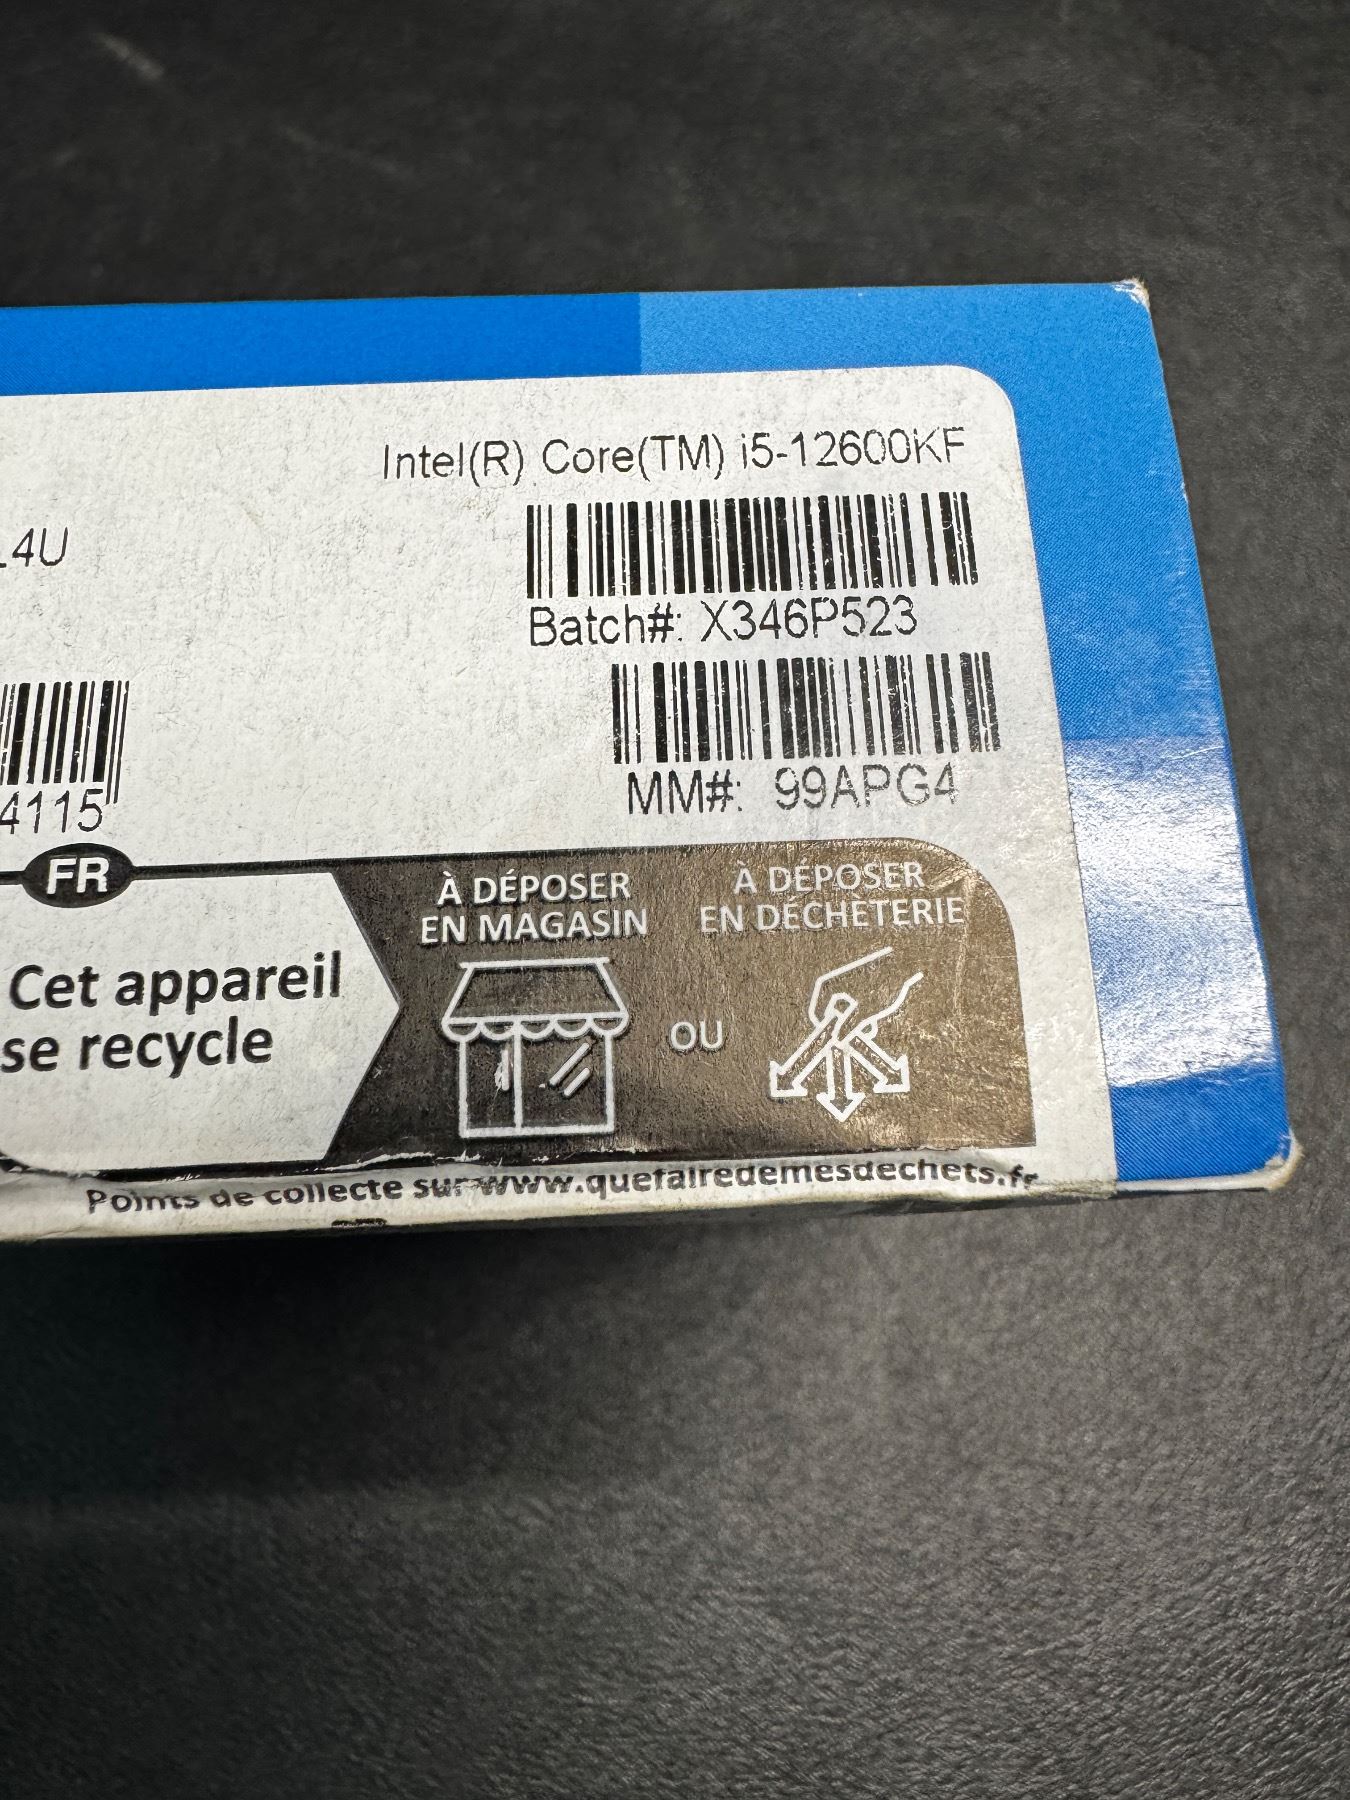 Intel(R) Core(TM) i5-12600KF
L4U
Batch#: X346P523
MM#: 99APG4
4115
FR
Cet appareil
se recycle
À DÉPOSER
EN MAGASIN
OU
À DÉPOSER
EN DÉCHÈTERIE
Points de collecte sur www.quefairedemesdechets.fr